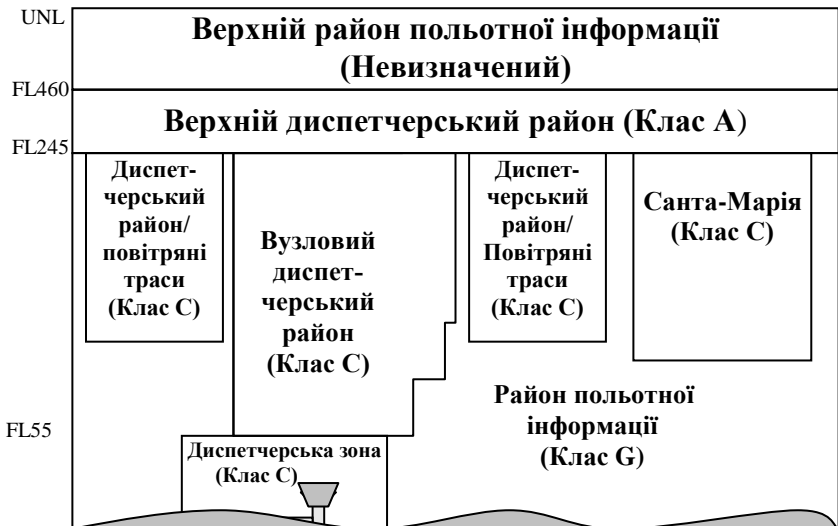 UNL
Верхній район польотної інформації
(Невизначений)
FL460
Верхній диспетчерський район (Клас А)
FL245
Диспет-
черський
район/
повітряні
траси
(Клас С)
Вузловий
диспет-
черський
район
(Клас С)
Диспет-
черський
район/
Повітряні
траси
(Клас С)
Санта-Марія
(Клас С)
Район польотної
інформації
(Клас G)
FL55
Диспетчерська зона
(Клас С)